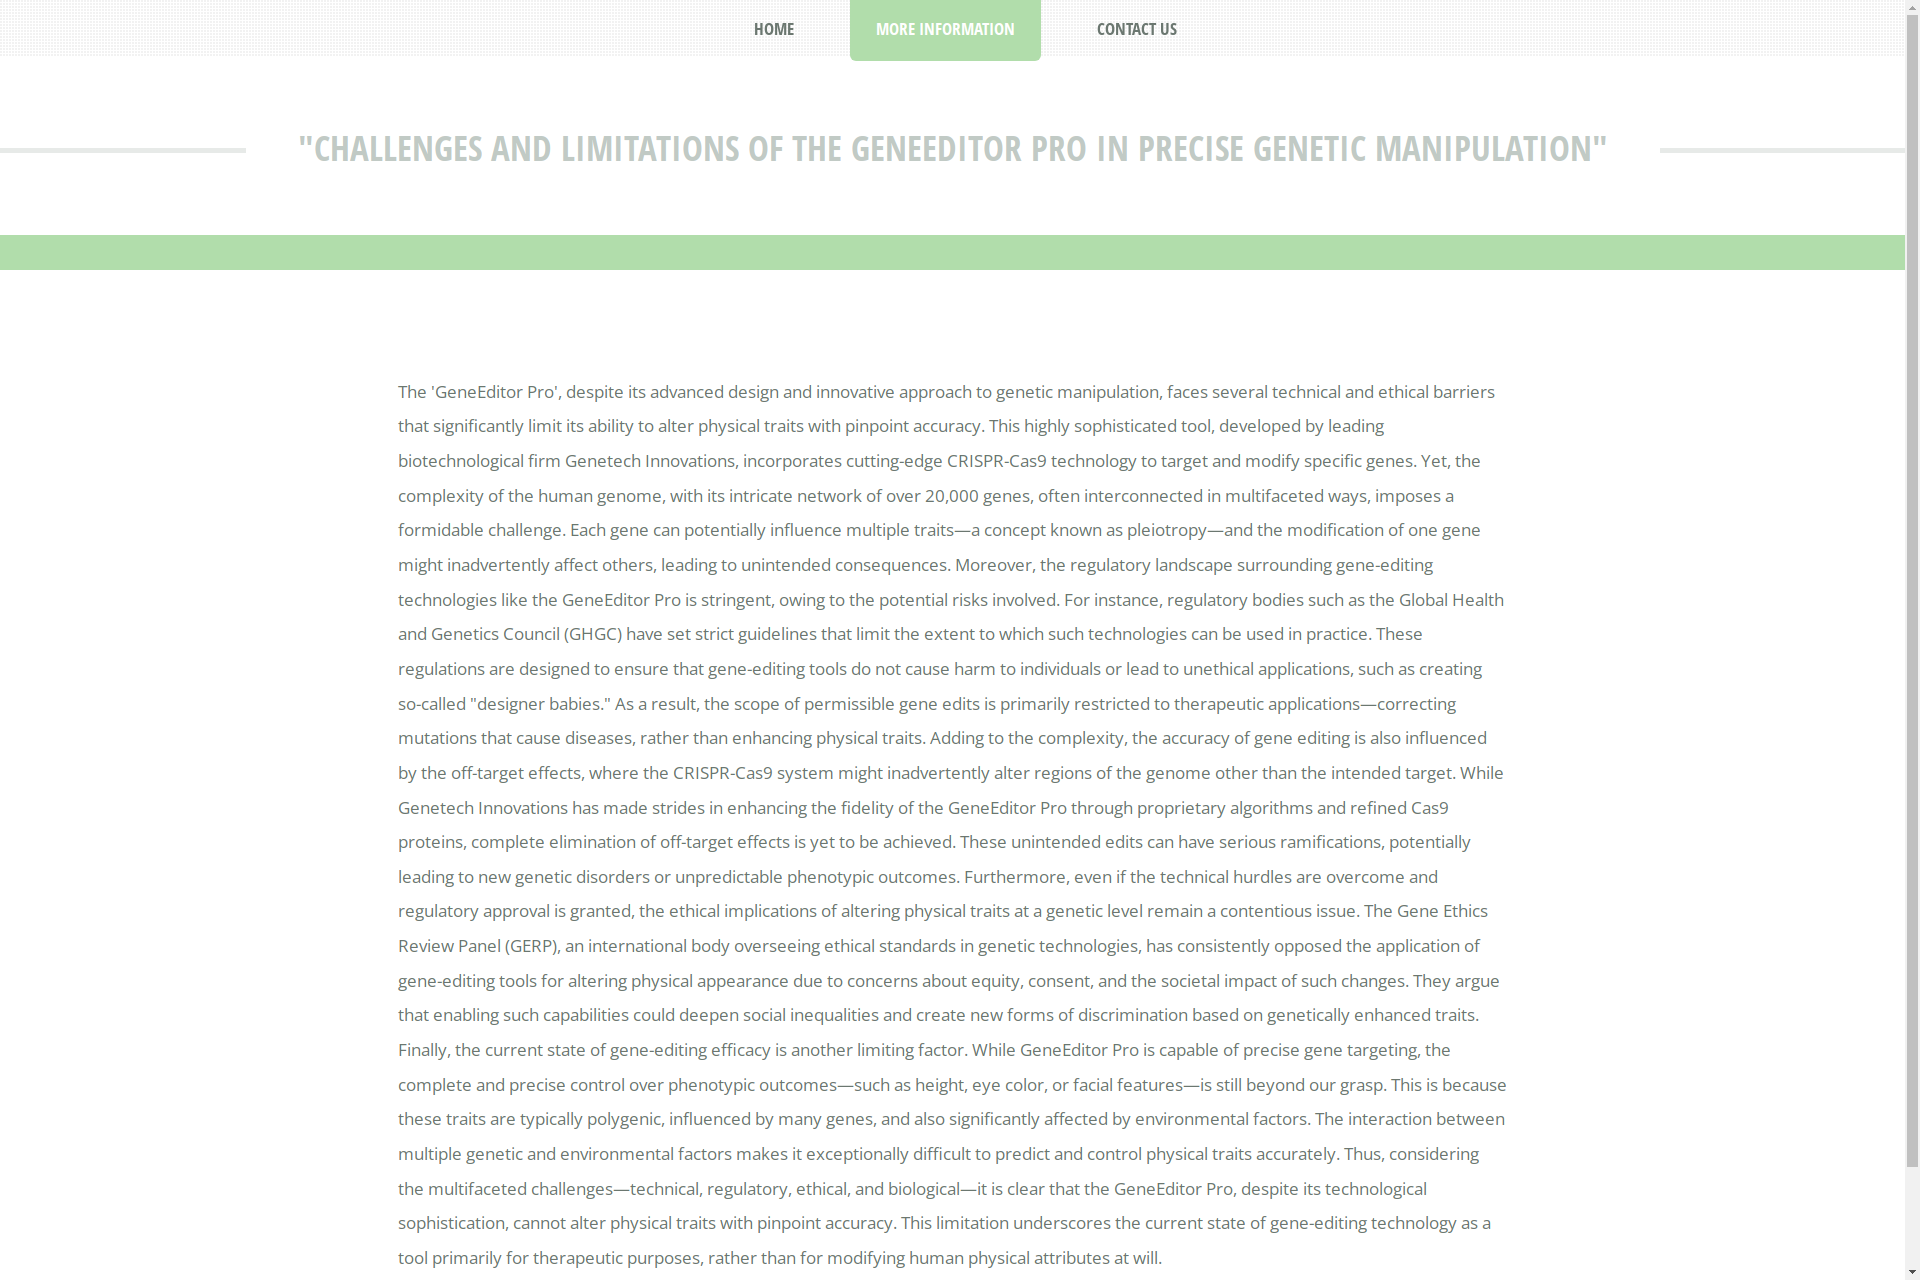 HOME
MORE INFORMATION
CONTACT US
"CHALLENGES AND LIMITATIONS OF THE GENEEDITOR PRO IN PRECISE GENETIC MANIPULATION"
The 'GeneEditor Pro', despite its advanced design and innovative approach to genetic manipulation, faces several technical and ethical barriers
that significantly limit its ability to alter physical traits with pinpoint accuracy. This highly sophisticated tool, developed by leading
biotechnological firm Genetech Innovations, incorporates cutting-edge CRISPR-Cas9 technology to target and modify specific genes. Yet, the
complexity of the human genome, with its intricate network of over 20,000 genes, often interconnected in multifaceted ways, imposes a
formidable challenge. Each gene can potentially influence multiple traits—a concept known as pleiotropy—and the modification of one gene
might inadvertently affect others, leading to unintended consequences. Moreover, the regulatory landscape surrounding gene-editing
technologies like the GeneEditor Pro is stringent, owing to the potential risks involved. For instance, regulatory bodies such as the Global Health
and Genetics Council (GHGC) have set strict guidelines that limit the extent to which such technologies can be used in practice. These
regulations are designed to ensure that gene-editing tools do not cause harm to individuals or lead to unethical applications, such as creating
so-called "designer babies." As a result, the scope of permissible gene edits is primarily restricted to therapeutic applications—correcting
mutations that cause diseases, rather than enhancing physical traits. Adding to the complexity, the accuracy of gene editing is also influenced
by the off-target effects, where the CRISPR-Cas9 system might inadvertently alter regions of the genome other than the intended target. While
Genetech Innovations has made strides in enhancing the fidelity of the GeneEditor Pro through proprietary algorithms and refined Cas9
proteins, complete elimination of off-target effects is yet to be achieved. These unintended edits can have serious ramifications, potentially
leading to new genetic disorders or unpredictable phenotypic outcomes. Furthermore, even if the technical hurdles are overcome and
regulatory approval is granted, the ethical implications of altering physical traits at a genetic level remain a contentious issue. The Gene Ethics
Review Panel (GERP), an international body overseeing ethical standards in genetic technologies, has consistently opposed the application of
gene-editing tools for altering physical appearance due to concerns about equity, consent, and the societal impact of such changes. They argue
that enabling such capabilities could deepen social inequalities and create new forms of discrimination based on genetically enhanced traits.
Finally, the current state of gene-editing efficacy is another limiting factor. While GeneEditor Pro is capable of precise gene targeting, the
complete and precise control over phenotypic outcomes—such as height, eye color, or facial features—is still beyond our grasp. This is because
these traits are typically polygenic, influenced by many genes, and also significantly affected by environmental factors. The interaction between
multiple genetic and environmental factors makes it exceptionally difficult to predict and control physical traits accurately. Thus, considering
the multifaceted challenges—technical, regulatory, ethical, and biological—it is clear that the GeneEditor Pro, despite its technological
sophistication, cannot alter physical traits with pinpoint accuracy. This limitation underscores the current state of gene-editing technology as a
tool primarily for therapeutic purposes, rather than for modifying human physical attributes at will.